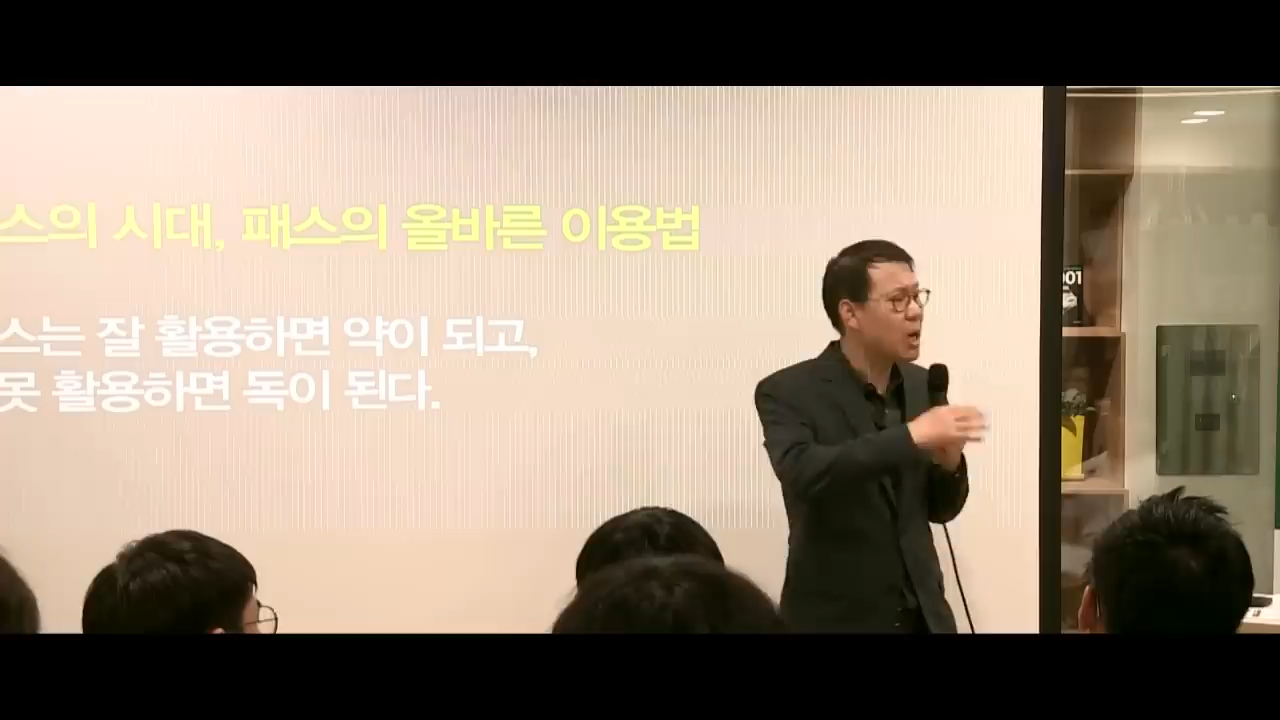 스의 시대, 패스의 올바른 이용법
스는 잘 활용하면 약이 되고,
못 활용하면 독이 된다.
001